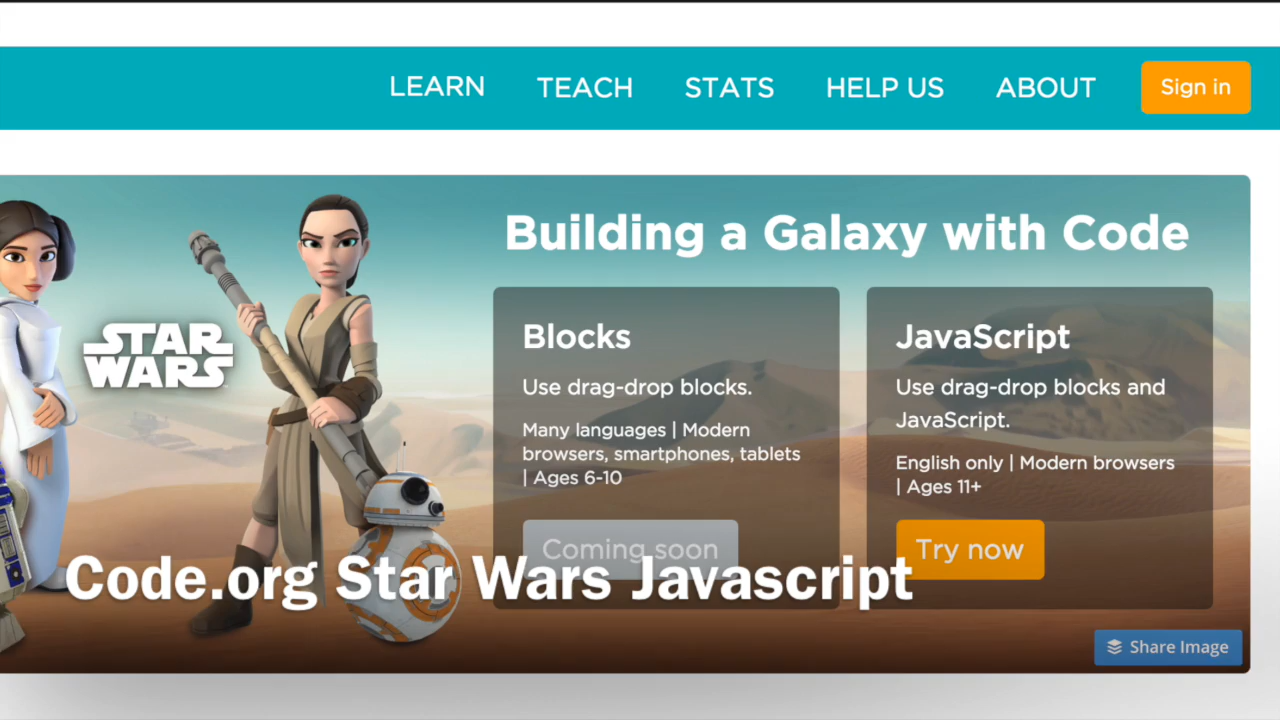 LEARN TEACH STATS HELP US ABOUT Sign in
STAR
WARS
Building a Galaxy with Code
Blocks
Use drag-drop blocks.
Many languages | Modern
browsers, smartphones, tablets
| Ages 6-10
Coming soon
JavaScript
Use drag-drop blocks and
JavaScript.
English only | Modern browsers
| Ages 11+
Try now
Code.org Star Wars Javascript
Share Image